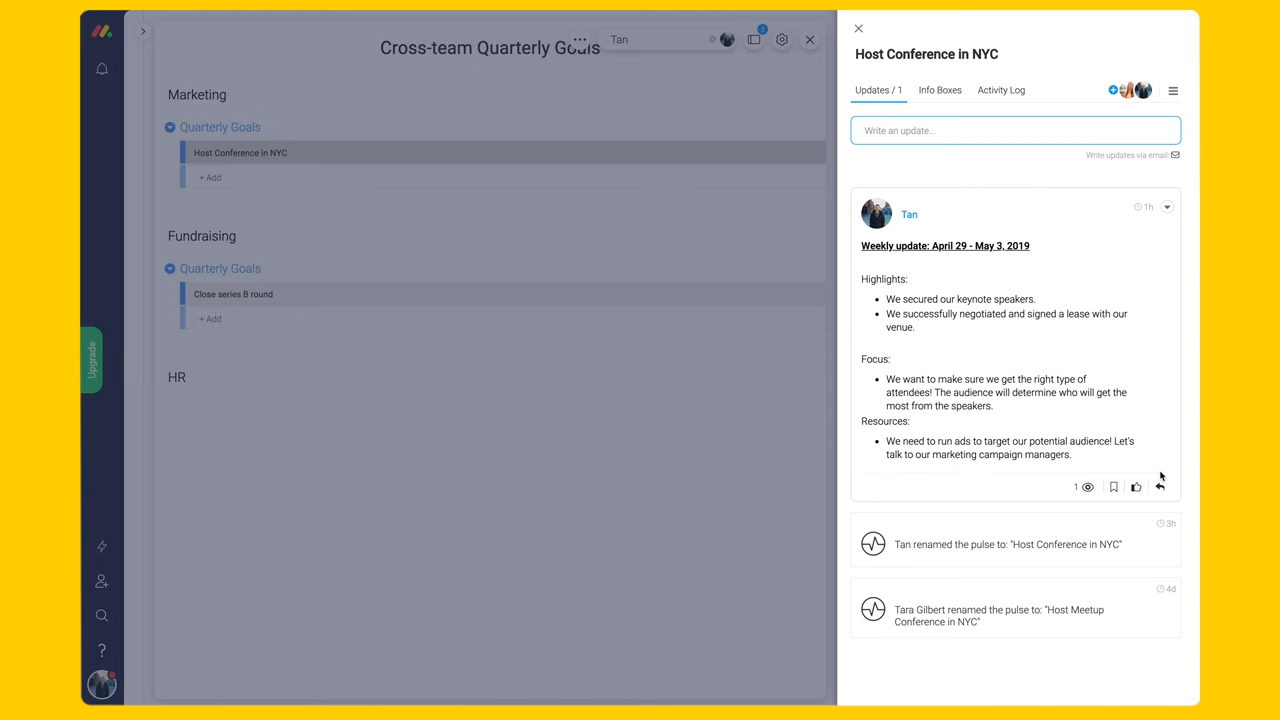 Cross-team Quarterly Goals
Tan
Marketing
Quarterly Goals
Host Conference in NYC
+ Add
Fundraising
Quarterly Goals
Close series B round
+ Add
HR
Upgrade
?
Host Conference in NYC
Updates / 1
Info Boxes
Activity Log
Write an update...
Write updates via email:
Tan
1h
Weekly update: April 29 - May 3, 2019
Highlights:
• We secured our keynote speakers.
• We successfully negotiated and signed a lease with our
venue.
Focus:
• We want to make sure we get the right type of
attendees! The audience will determine who will get the
most from the speakers.
Resources:
• We need to run ads to target our potential audience! Let's
talk to our marketing campaign managers.
1
3h
Tan renamed the pulse to: "Host Conference in NYC"
4d
Tara Gilbert renamed the pulse to: "Host Meetup
Conference in NYC"